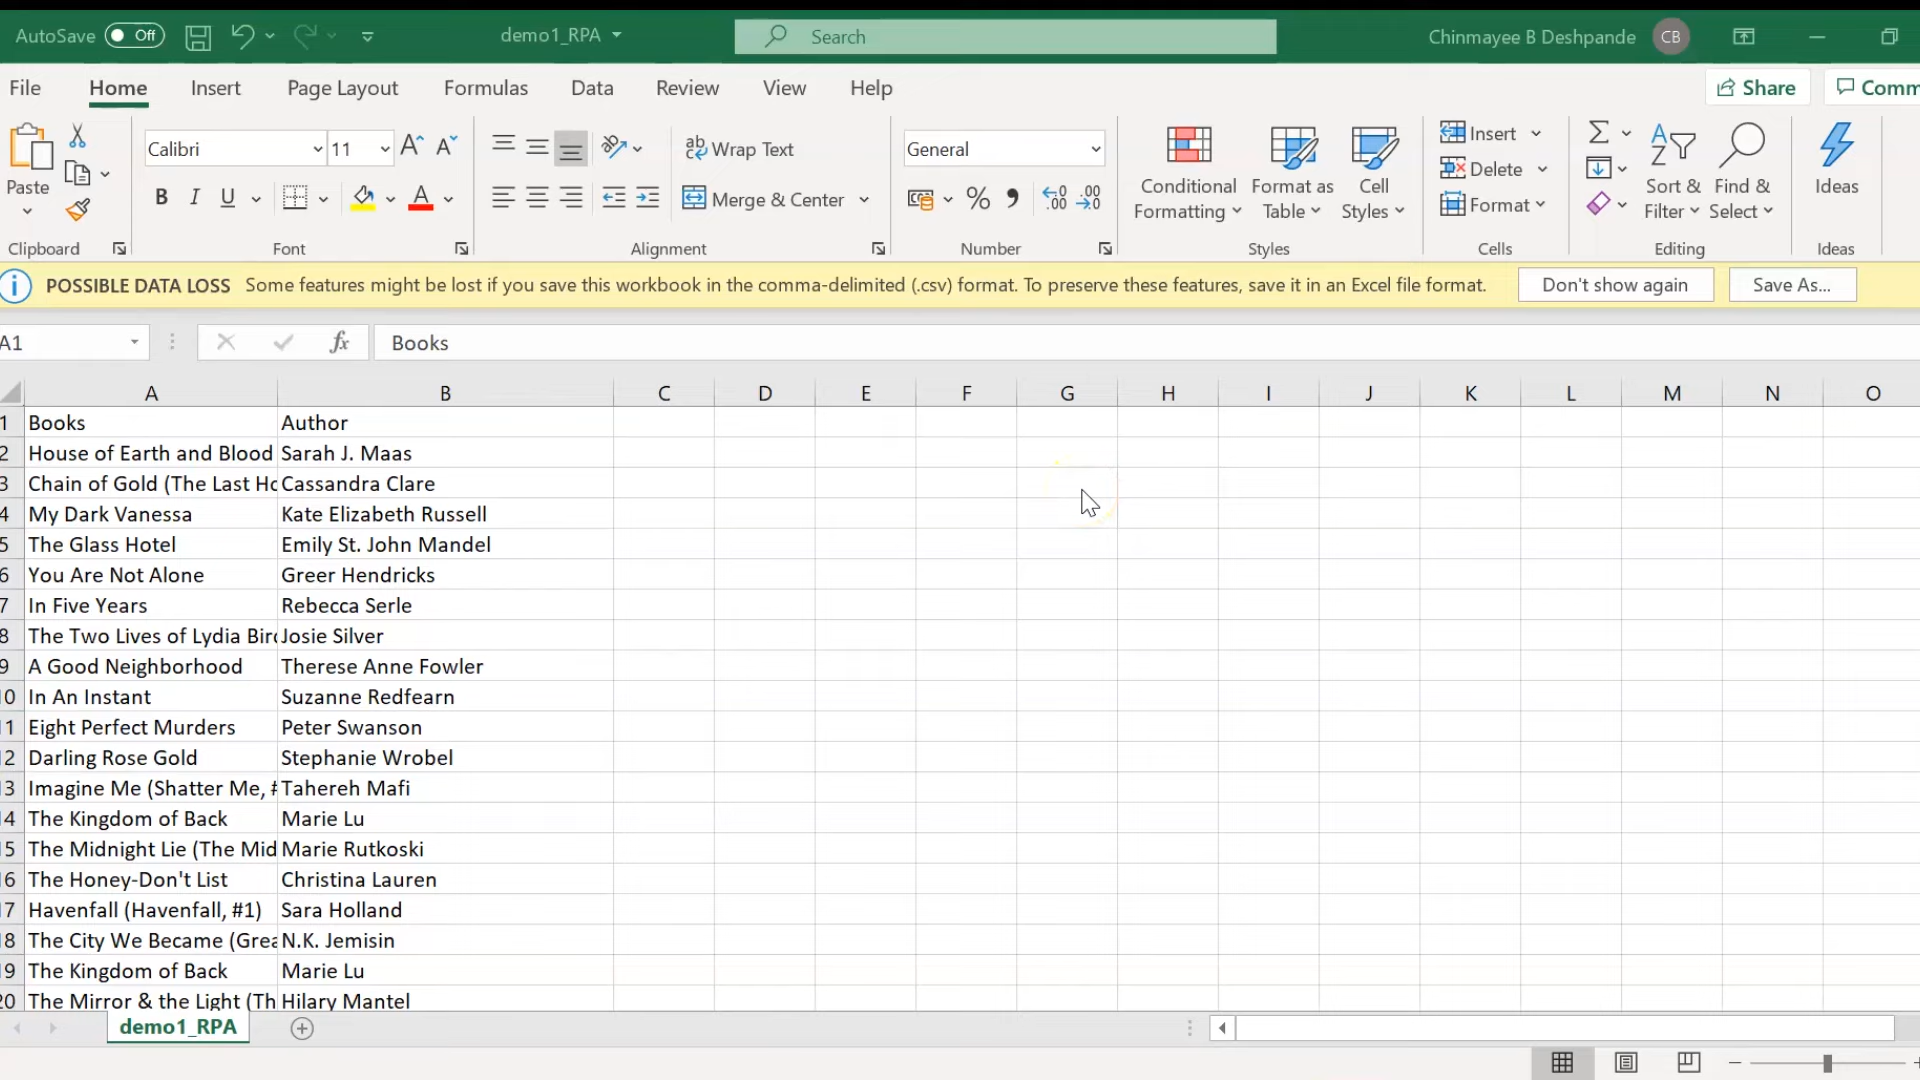 AutoSave Off demo1_RPA Search Chinmayee B Deshpande CB
File Home Insert Page Layout Formulas Data Review View Help Share Comm
Calibri 11 Wrap Text General Insert
Paste B I U Merge & Center % Conditional Formatting Format as Table Cell Styles Delete Format Sort & Filter Find & Select Ideas
Clipboard Font Alignment Number Styles Cells Editing Ideas
POSSIBLE DATA LOSS Some features might be lost if you save this workbook in the comma-delimited (.csv) format. To preserve these features, save it in an Excel file format. Don't show again Save As...
A1 fx Books
A B C D E F G H I J K L M N O
1 Books Author
2 House of Earth and Blood Sarah J. Maas
3 Chain of Gold (The Last Ho Cassandra Clare
4 My Dark Vanessa Kate Elizabeth Russell
5 The Glass Hotel Emily St. John Mandel
6 You Are Not Alone Greer Hendricks
7 In Five Years Rebecca Serle
8 The Two Lives of Lydia Bir Josie Silver
9 A Good Neighborhood Therese Anne Fowler
10 In An Instant Suzanne Redfearn
11 Eight Perfect Murders Peter Swanson
12 Darling Rose Gold Stephanie Wrobel
13 Imagine Me (Shatter Me, # Tahereh Mafi
14 The Kingdom of Back Marie Lu
15 The Midnight Lie (The Mid Marie Rutkoski
16 The Honey-Don't List Christina Lauren
17 Havenfall (Havenfall, #1) Sara Holland
18 The City We Became (Grea N.K. Jemisin
19 The Kingdom of Back Marie Lu
20 The Mirror & the Light (Th Hilary Mantel
demo1_RPA